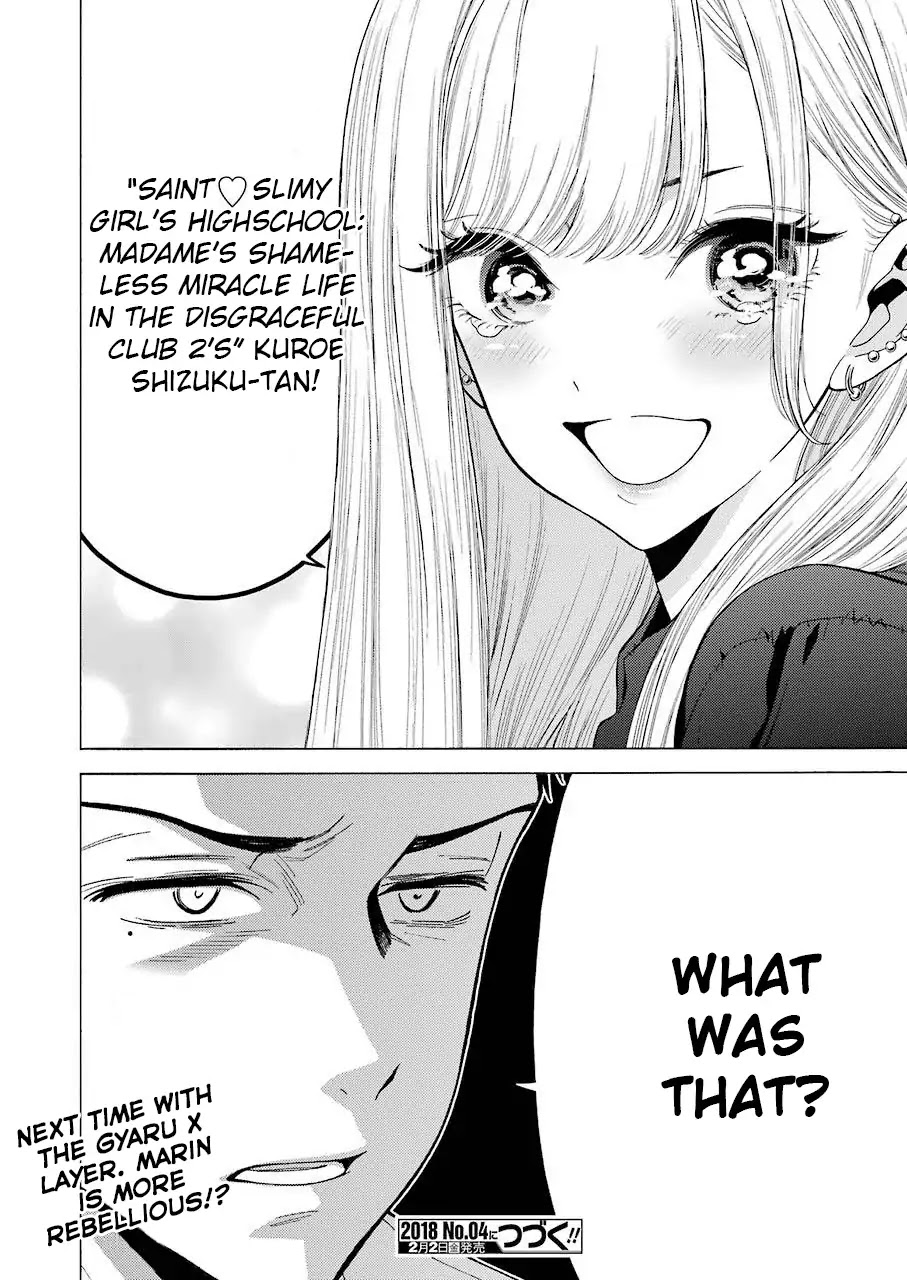 "SAINT♡SLIMY
GIRL'S HIGHSCHOOL:
MADAME'S SHAME-
LESS MIRACLE LIFE
IN THE DISGRACEFUL
CLUB 2'S" KUROE
SHIZUKU-TAN!
WHAT
WAS
THAT?
NEXT TIME WITH
THE GYARU X
LAYER. MARIN
IS MORE
REBELLIOUS!?
2018 No.04に
2月2日金発売
つづく!!